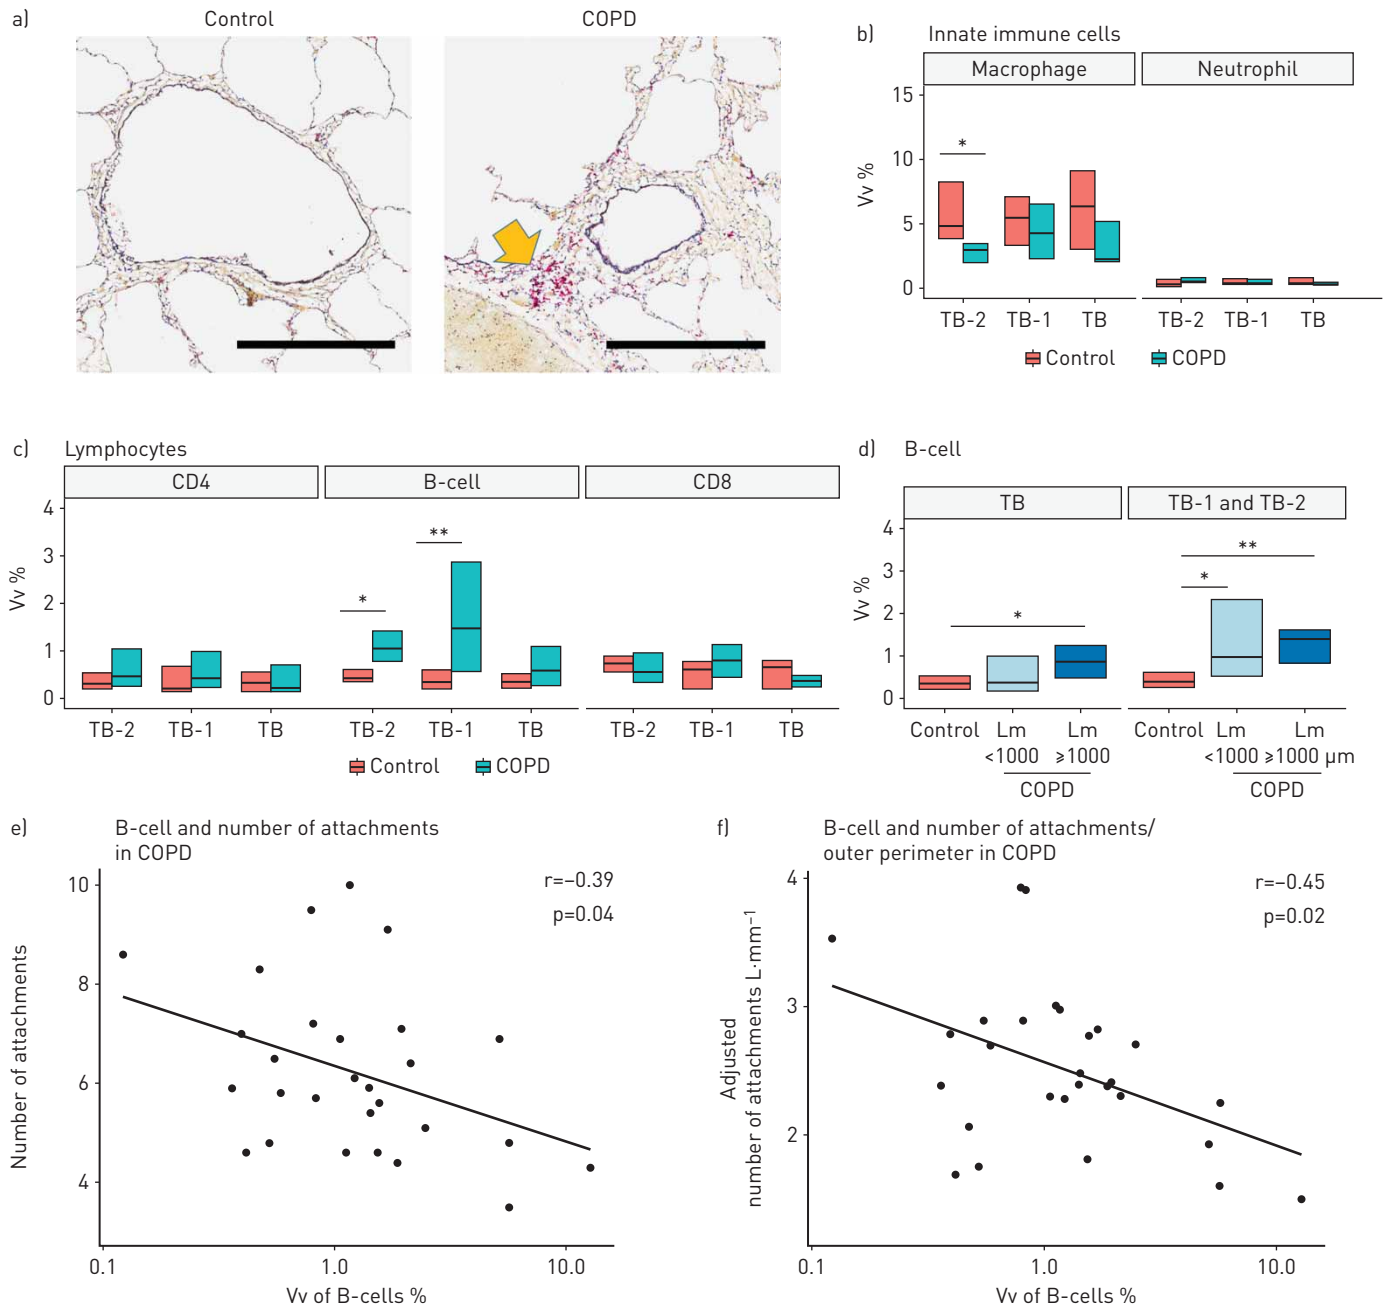 a)
Control
COPD
b)
Innate immune cells
Macrophage
Neutrophil
15
10
5
0
Vv %
*
TB-2
TB-1
TB
TB-2
TB-1
TB
Control
COPD
c)
Lymphocytes
CD4
B-cell
CD8
4
3
2
1
0
Vv %
*
**
TB-2
TB-1
TB
TB-2
TB-1
TB
TB-2
TB-1
TB
Control
COPD
d)
B-cell
TB
TB-1 and TB-2
4
3
2
1
0
Vv %
*
*
**
Control
Lm
<1000
Lm
⩾1000
COPD
Control
Lm
<1000
Lm
⩾1000 μm
COPD
e)
B-cell and number of attachments
in COPD
r=−0.39
p=0.04
10
8
6
4
Number of attachments
0.1
1.0
10.0
Vv of B-cells %
f)
B-cell and number of attachments/
outer perimeter in COPD
r=−0.45
p=0.02
4
3
2
Adjusted
number of attachments L·mm⁻¹
0.1
1.0
10.0
Vv of B-cells %